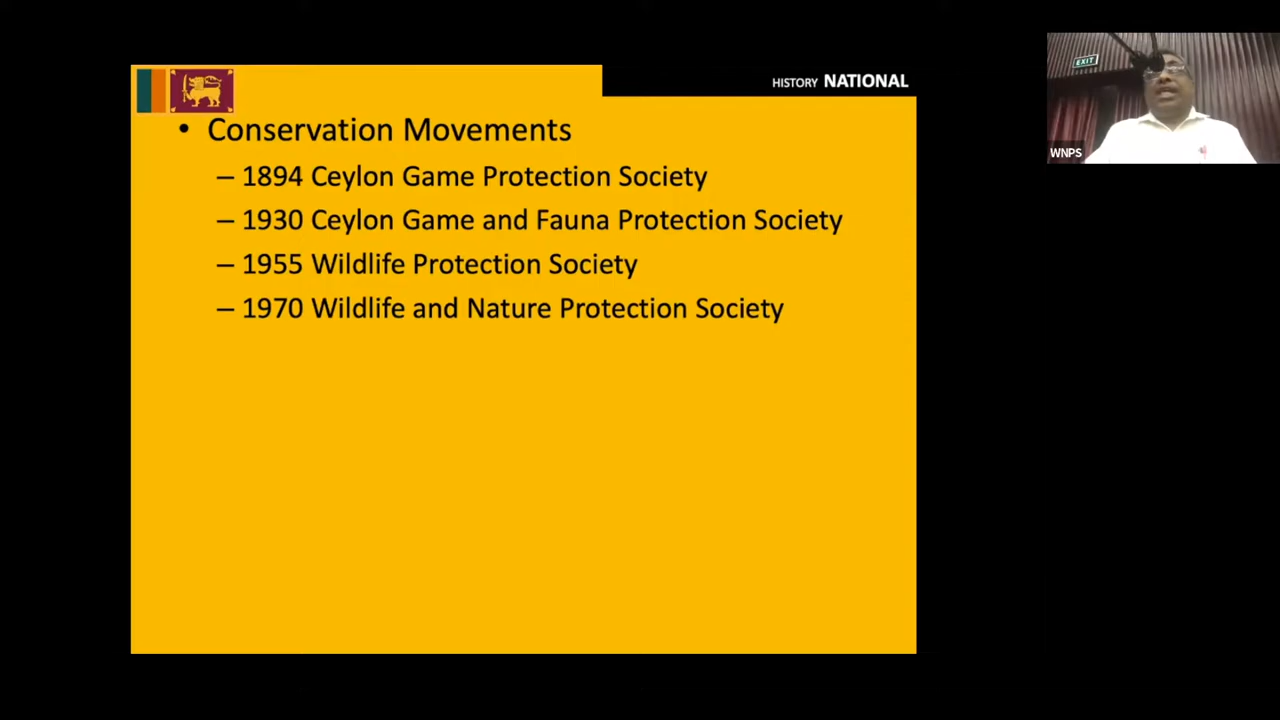 HISTORY NATIONAL
• Conservation Movements
– 1894 Ceylon Game Protection Society
– 1930 Ceylon Game and Fauna Protection Society
– 1955 Wildlife Protection Society
– 1970 Wildlife and Nature Protection Society
EXIT
WNPS